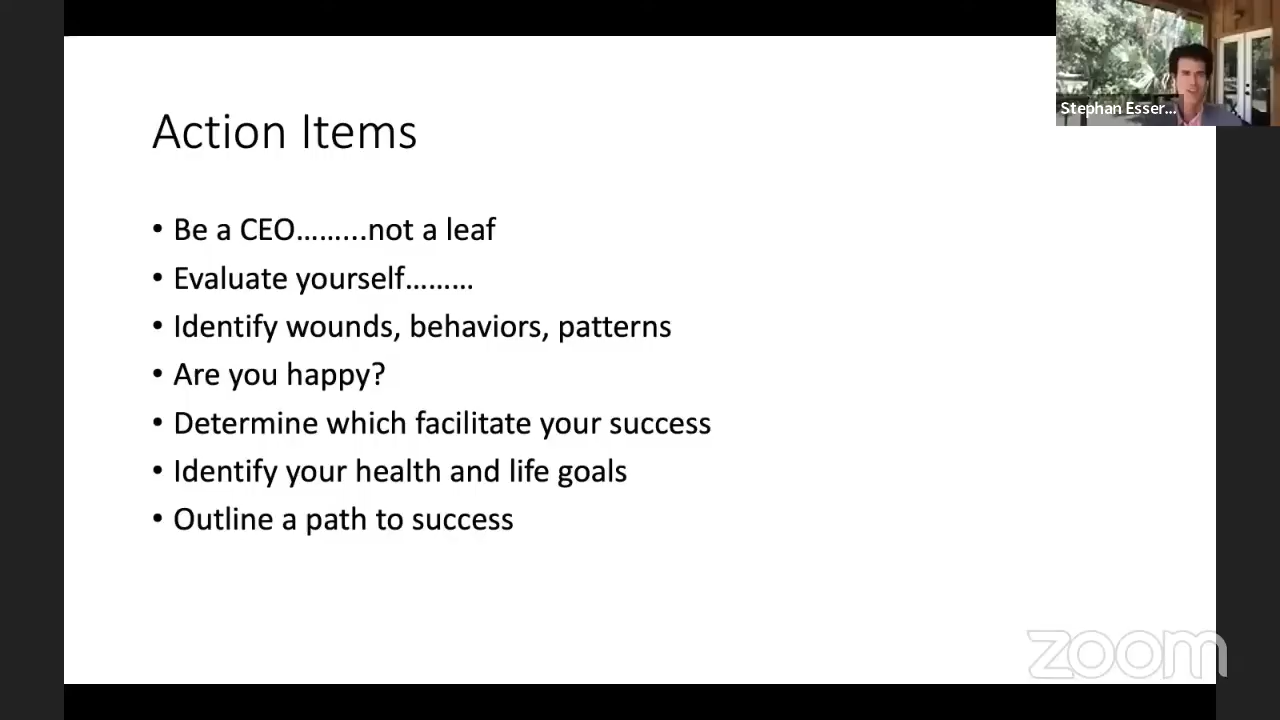 Stephan Esser...
Action Items
• Be a CEO……...not a leaf
• Evaluate yourself………
• Identify wounds, behaviors, patterns
• Are you happy?
• Determine which facilitate your success
• Identify your health and life goals
• Outline a path to success
zoom